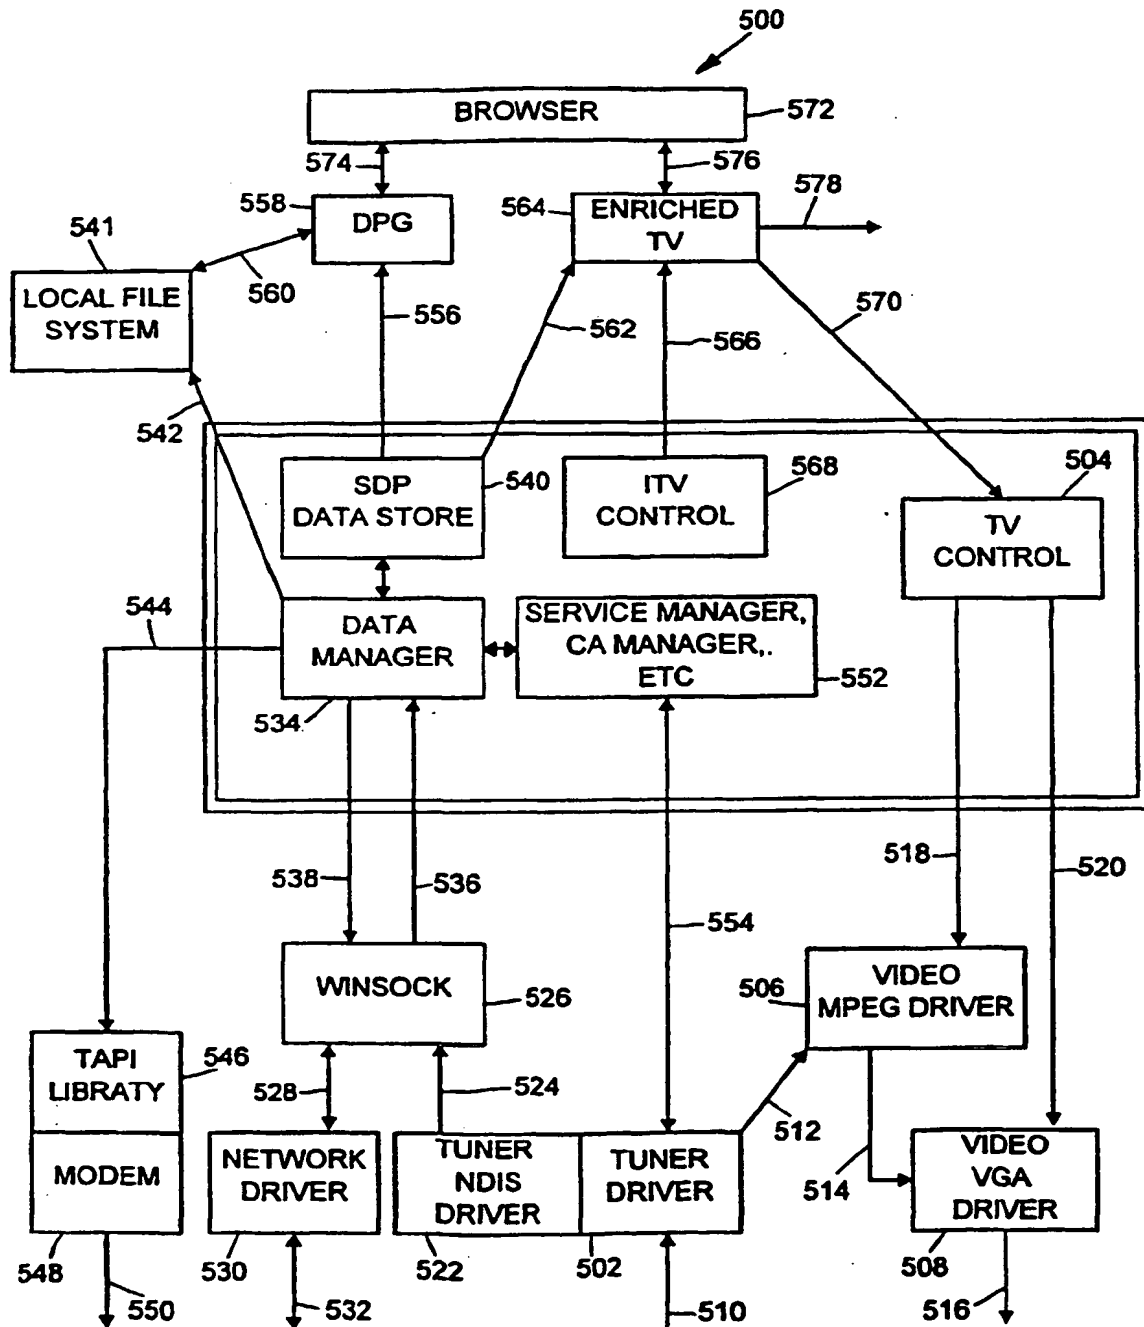 500
BROWSER
572
574
576
578
558
DPG
564
ENRICHED
TV
541
560
LOCAL FILE
SYSTEM
556
562
566
570
542
SDP
DATA STORE
540
ITV
CONTROL
568
504
TV
CONTROL
544
DATA
MANAGER
534
SERVICE MANAGER,
CA MANAGER,.
ETC
552
538
536
554
518
520
WINSOCK
526
506
VIDEO
MPEG DRIVER
TAPI
LIBRATY
546
528
524
512
514
MODEM
NETWORK
DRIVER
TUNER
NDIS
DRIVER
TUNER
DRIVER
VIDEO
VGA
DRIVER
548
530
522
502
508
550
532
510
516